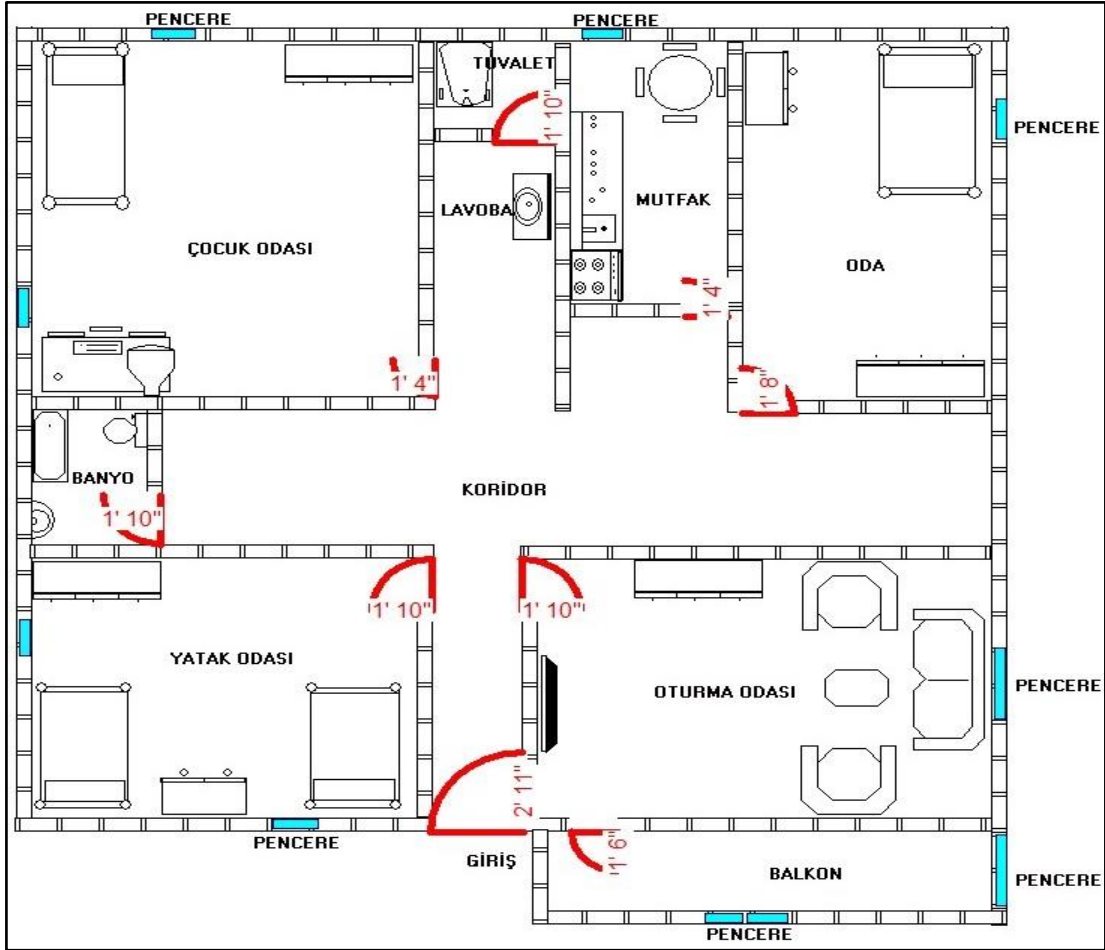 PENCERE
PENCERE
TUVALET
1' 10"
PENCERE
LAVOBA
MUTFAK
ÇOCUK ODASI
ODA
1' 4"
1' 4"
1' 8"
BANYO
KORİDOR
1' 10"
1' 10"
1' 10"
YATAK ODASI
OTURMA ODASI
PENCERE
2' 11"
PENCERE
GİRİŞ
1' 6"
BALKON
PENCERE
PENCERE